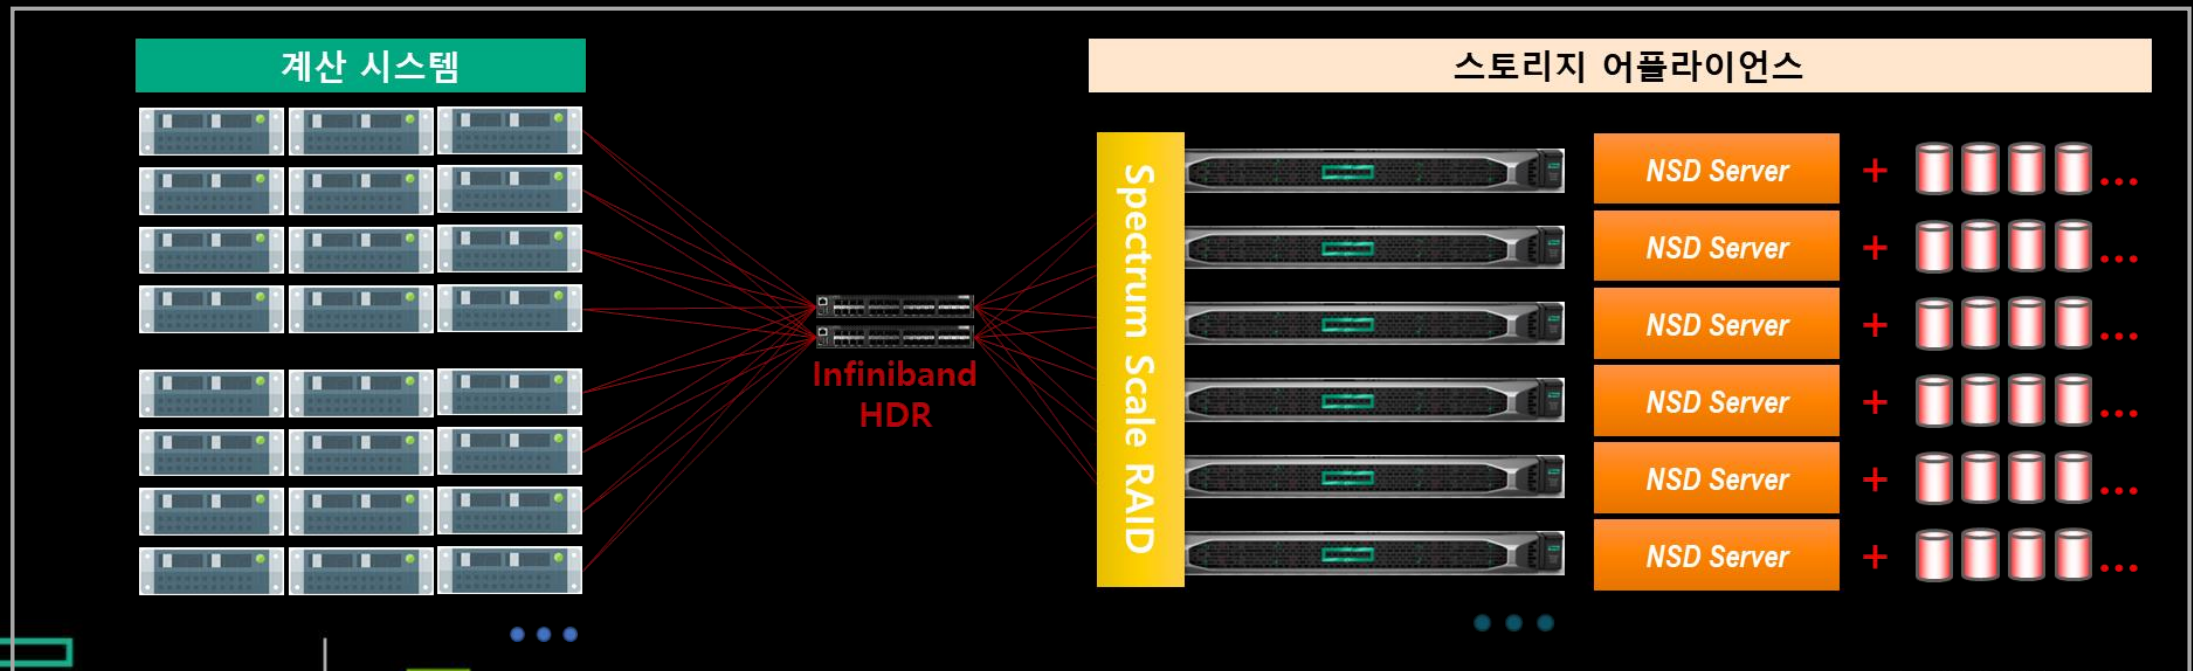 계산 시스템
스토리지 어플라이언스
Infiniband
HDR
Spectrum Scale RAID
NSD Server
+
...
NSD Server
+
...
NSD Server
+
...
NSD Server
+
...
NSD Server
+
...
NSD Server
+
...